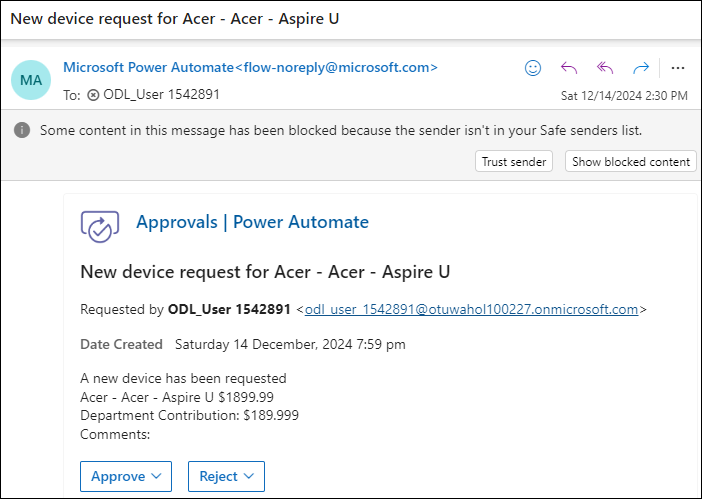 New device request for Acer - Acer - Aspire U
MA
Microsoft Power Automate<flow-noreply@microsoft.com>
To: ODL_User 1542891
Sat 12/14/2024 2:30 PM
Some content in this message has been blocked because the sender isn't in your Safe senders list.
Trust sender
Show blocked content
Approvals | Power Automate
New device request for Acer - Acer - Aspire U
Requested by ODL_User 1542891 <odl_user_1542891@otuwahol100227.onmicrosoft.com>
Date Created Saturday 14 December, 2024 7:59 pm
A new device has been requested
Acer - Acer - Aspire U $1899.99
Department Contribution: $189.999
Comments:
Approve
Reject